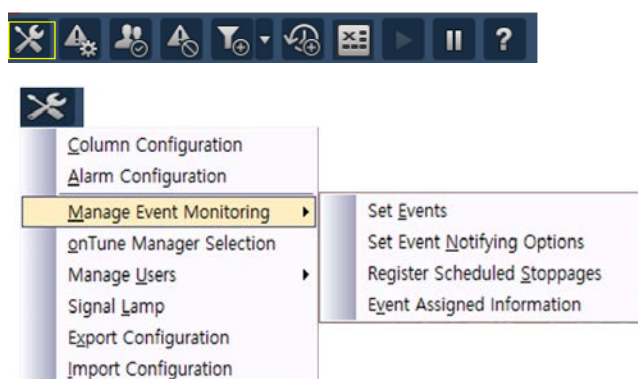 ?
Column Configuration
Alarm Configuration
Manage Event Monitoring
Set Events
onTune Manager Selection
Set Event Notifying Options
Manage Users
Register Scheduled Stoppages
Signal Lamp
Event Assigned Information
Export Configuration
Import Configuration